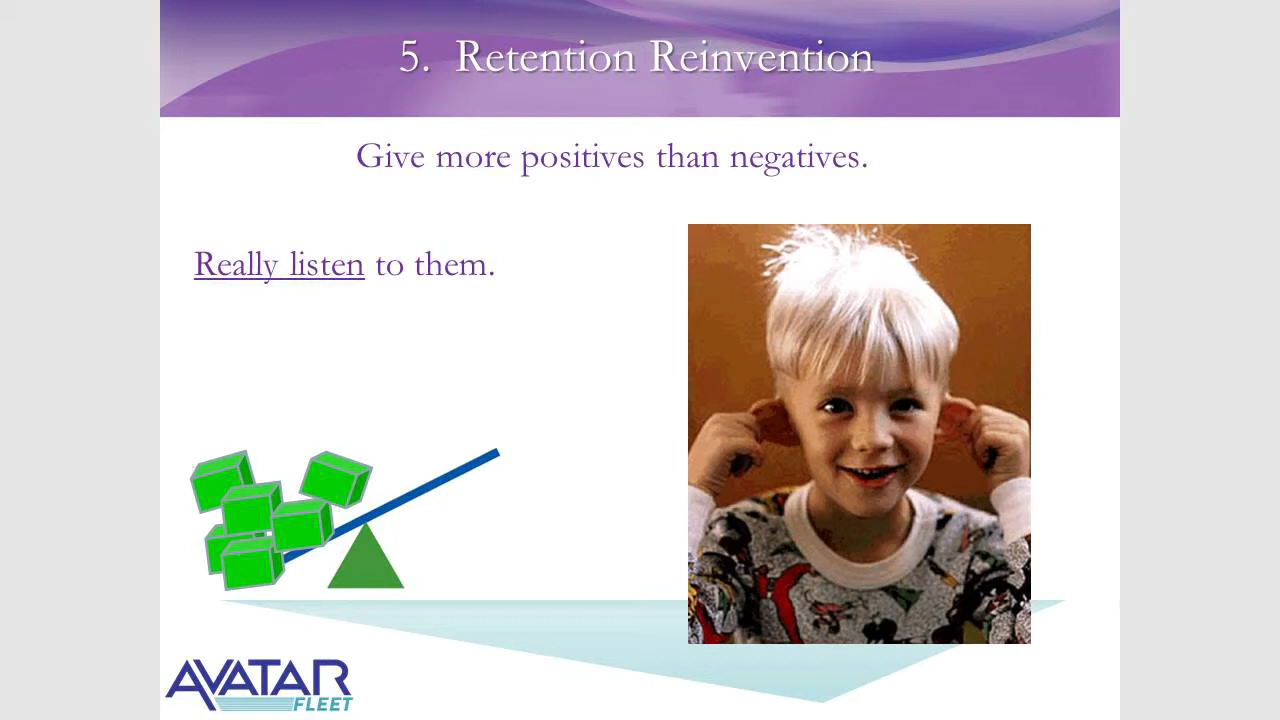 5. Retention Reinvention
Give more positives than negatives.
Really listen to them.
AVATAR
FLEET